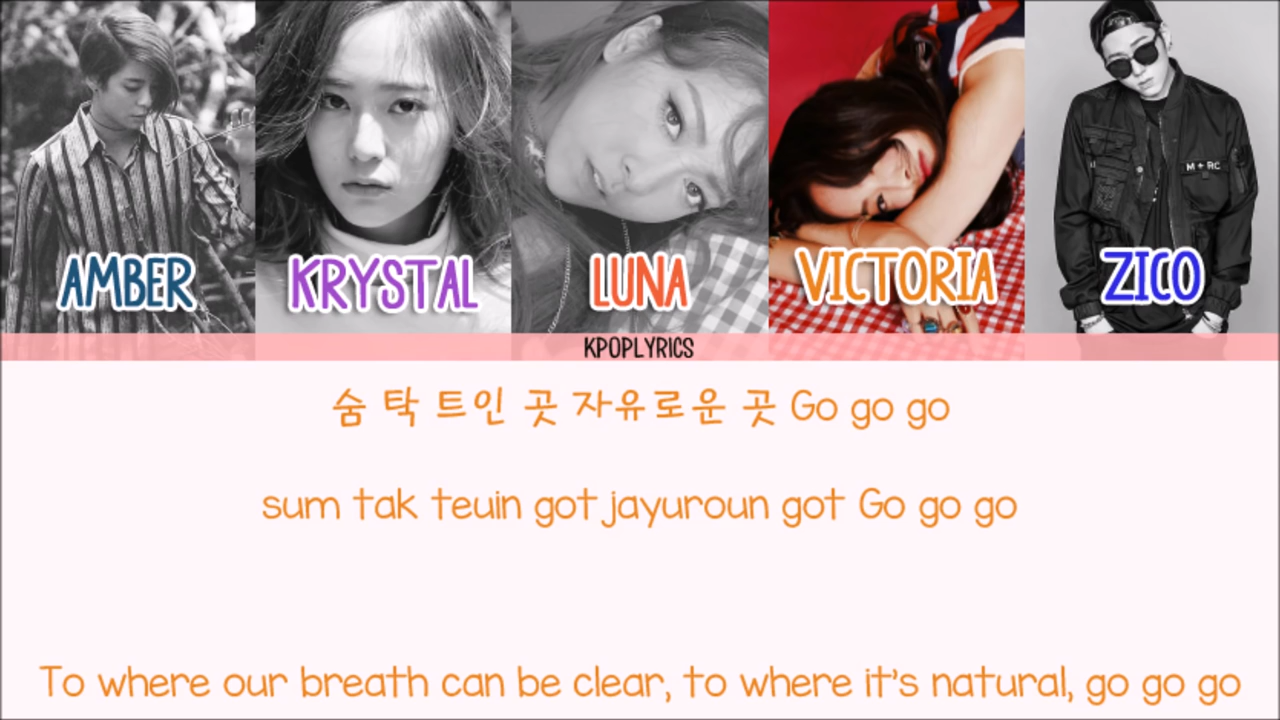 M + RC
AMBER
KRYSTAL
LUNA
VICTORIA
ZICO
KPOPLYRICS
숨 탁 트인 곳 자유로운 곳 Go go go
sum tak teuin got jayuroun got Go go go
To where our breath can be clear, to where it's natural, go go go